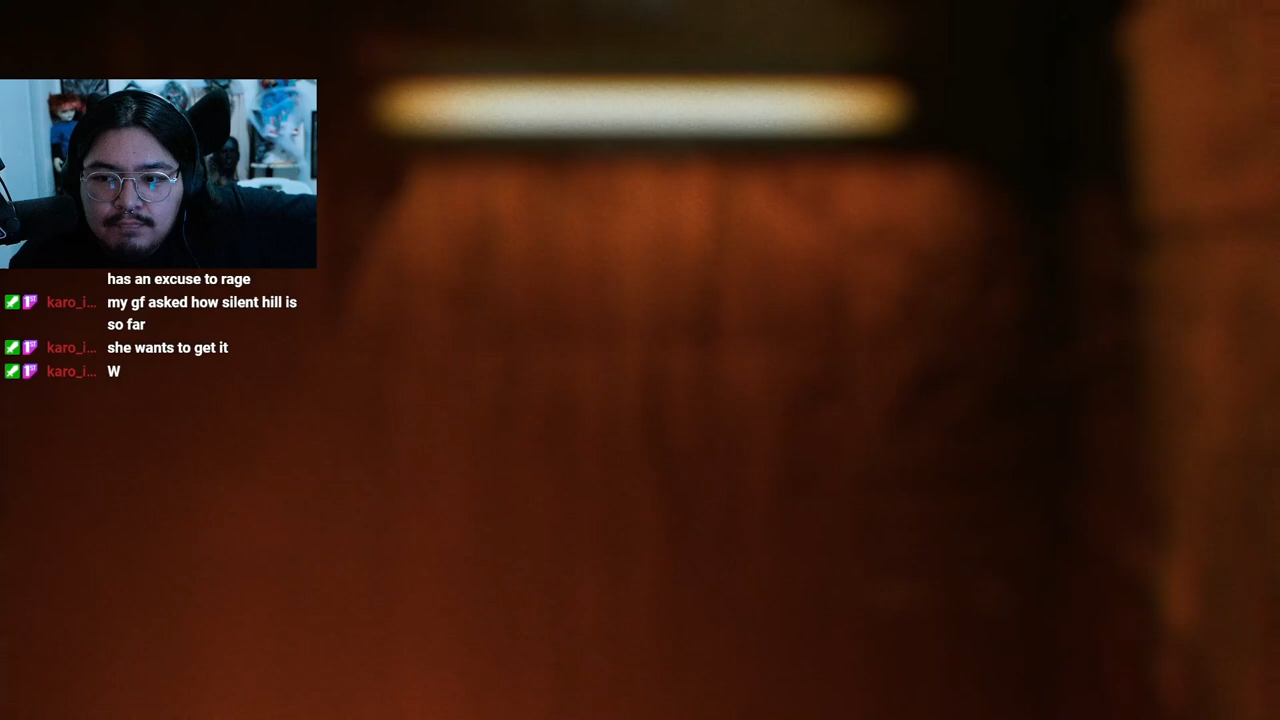 has an excuse to rage
karo_i... my gf asked how silent hill is
so far
karo_i... she wants to get it
karo_i... W